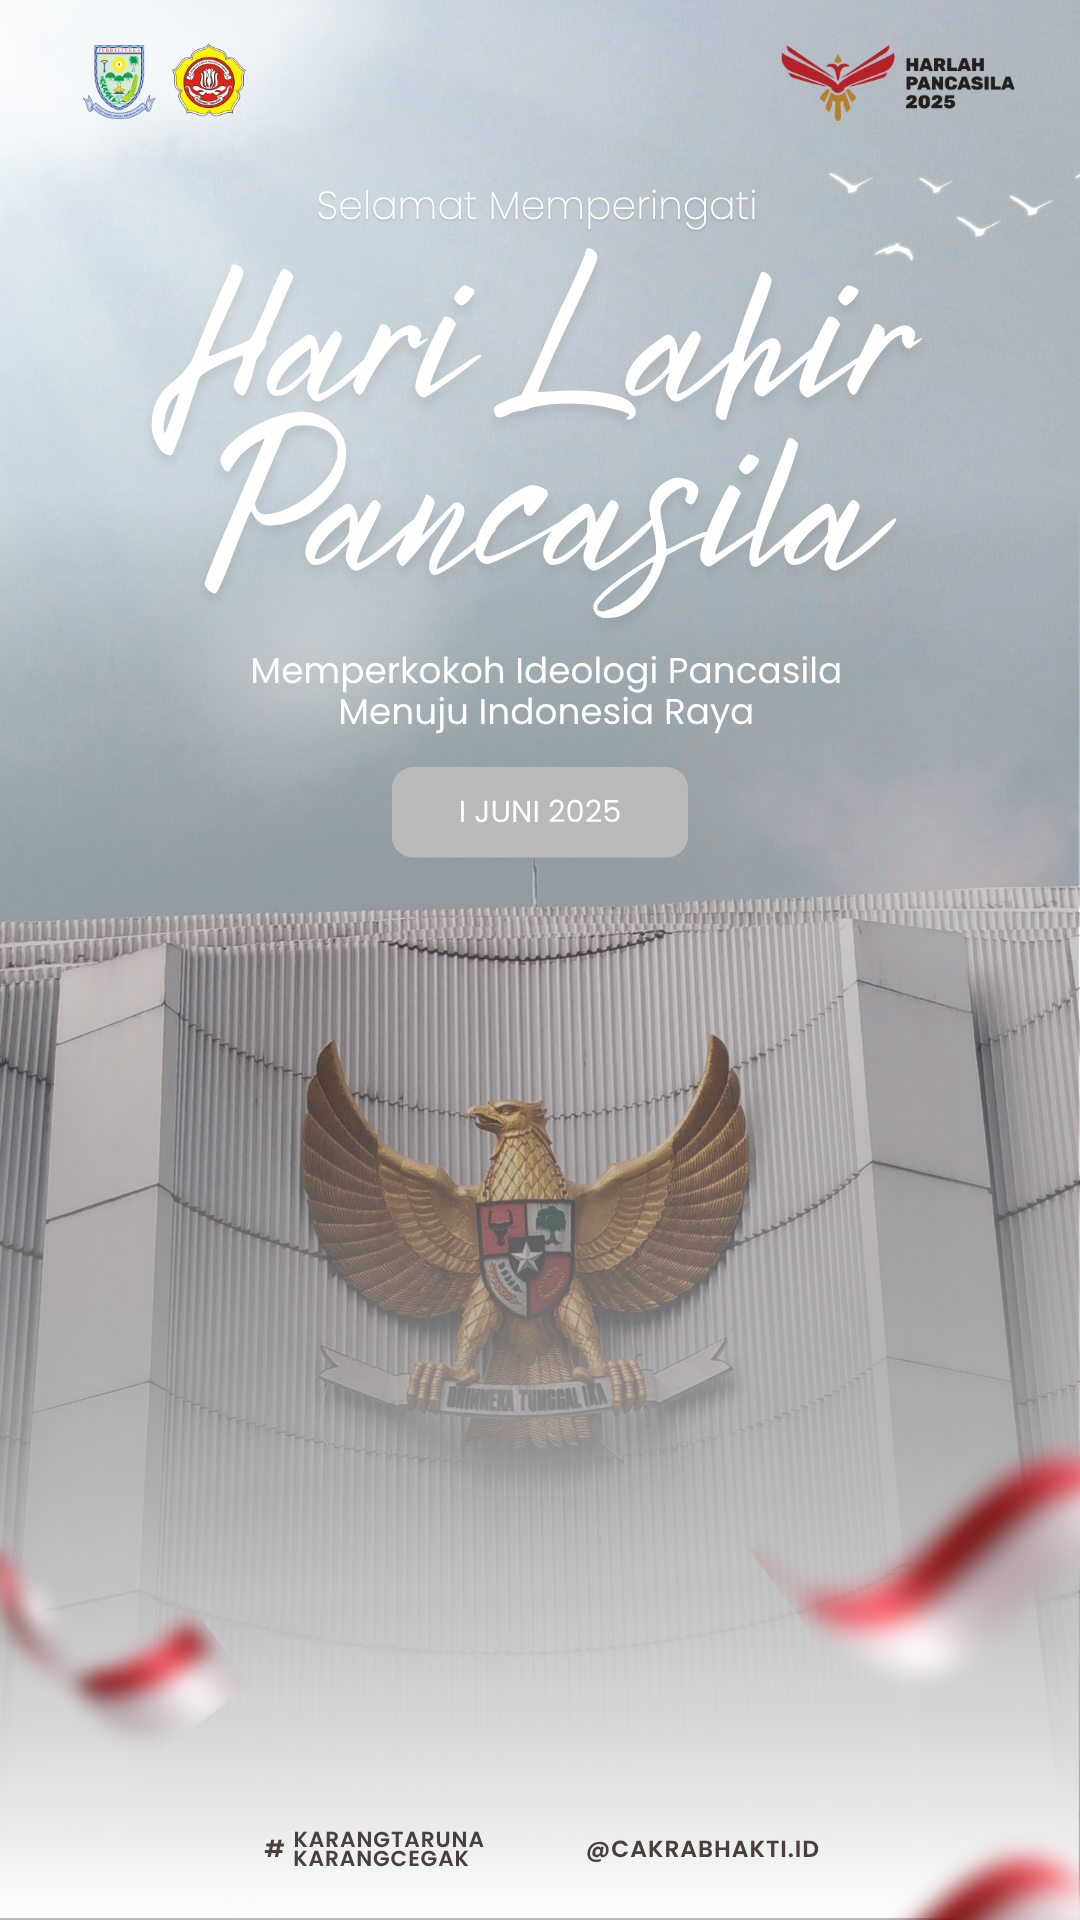 HARLAH
PANCASILA
2025
Selamat Memperingati
Hari Lahir
Pancasila
Memperkokoh Ideologi Pancasila
Menuju Indonesia Raya
I JUNI 2025
BHINNEKA TUNGGAL IKA
# KARANGTARUNA
KARANGCEGAK
@CAKRABHAKTI.ID